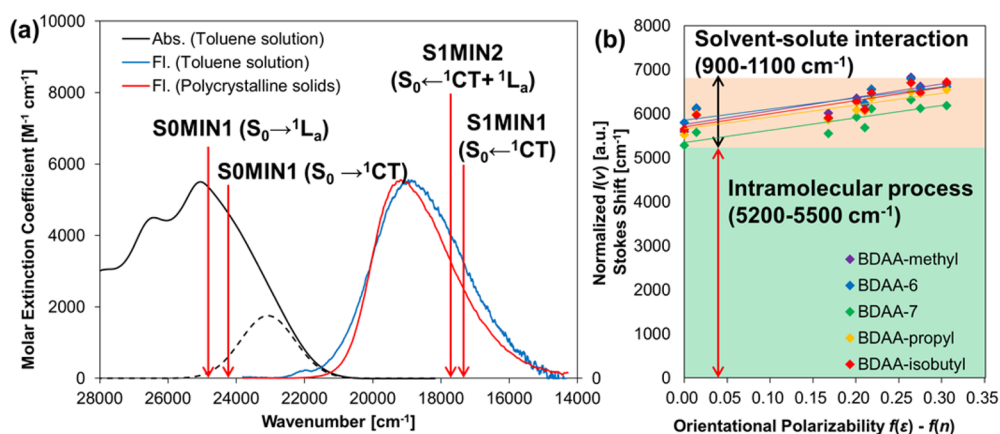 (a)
10000
8000
6000
4000
2000
0
Molar Extinction Coefficient [M⁻¹ cm⁻¹]
Abs. (Toluene solution)
Fl. (Toluene solution)
Fl. (Polycrystalline solids)
S0MIN1 (S₀→¹Lₐ)
S0MIN1 (S₀ →¹CT)
S1MIN2
(S₀←¹CT+ ¹Lₐ)
S1MIN1
(S₀←¹CT)
0
Normalized I(ν) [a.u.]
28000 26000 24000 22000 20000 18000 16000 14000
Wavenumber [cm⁻¹]
(b)
8000
7000
6000
5000
4000
3000
2000
1000
0
Stokes Shift [cm⁻¹]
Solvent-solute interaction
(900-1100 cm⁻¹)
Intramolecular process
(5200-5500 cm⁻¹)
BDAA-methyl
BDAA-6
BDAA-7
BDAA-propyl
BDAA-isobutyl
0.00 0.05 0.10 0.15 0.20 0.25 0.30 0.35
Orientational Polarizability f(ε) - f(n)